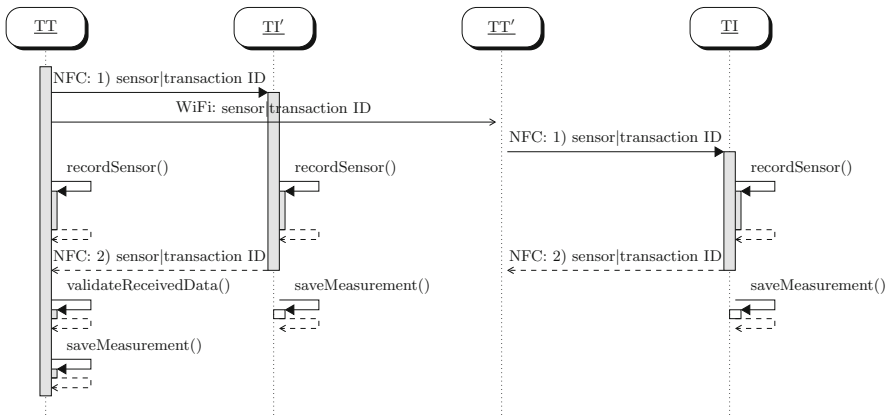 TT
TI′
TT′
TI
NFC: 1) sensor|transaction ID
WiFi: sensor|transaction ID
NFC: 1) sensor|transaction ID
recordSensor()
recordSensor()
recordSensor()
NFC: 2) sensor|transaction ID
NFC: 2) sensor|transaction ID
validateReceivedData()
saveMeasurement()
saveMeasurement()
saveMeasurement()